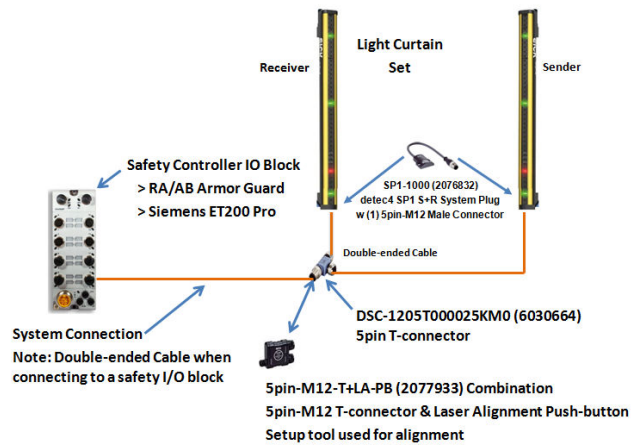 Light Curtain
Set
Receiver
Sender
Safety Controller IO Block
> RA/AB Armor Guard
> Siemens ET200 Pro
SP1-1000 (2076832)
detec4 SP1 S+R System Plug
w (1) 5pin-M12 Male Connector
Double-ended Cable
System Connection
Note: Double-ended Cable when
connecting to a safety I/O block
DSC-1205T000025KM0 (6030664)
5pin T-connector
5pin-M12-T+LA-PB (2077933) Combination
5pin-M12 T-connector & Laser Alignment Push-button
Setup tool used for alignment